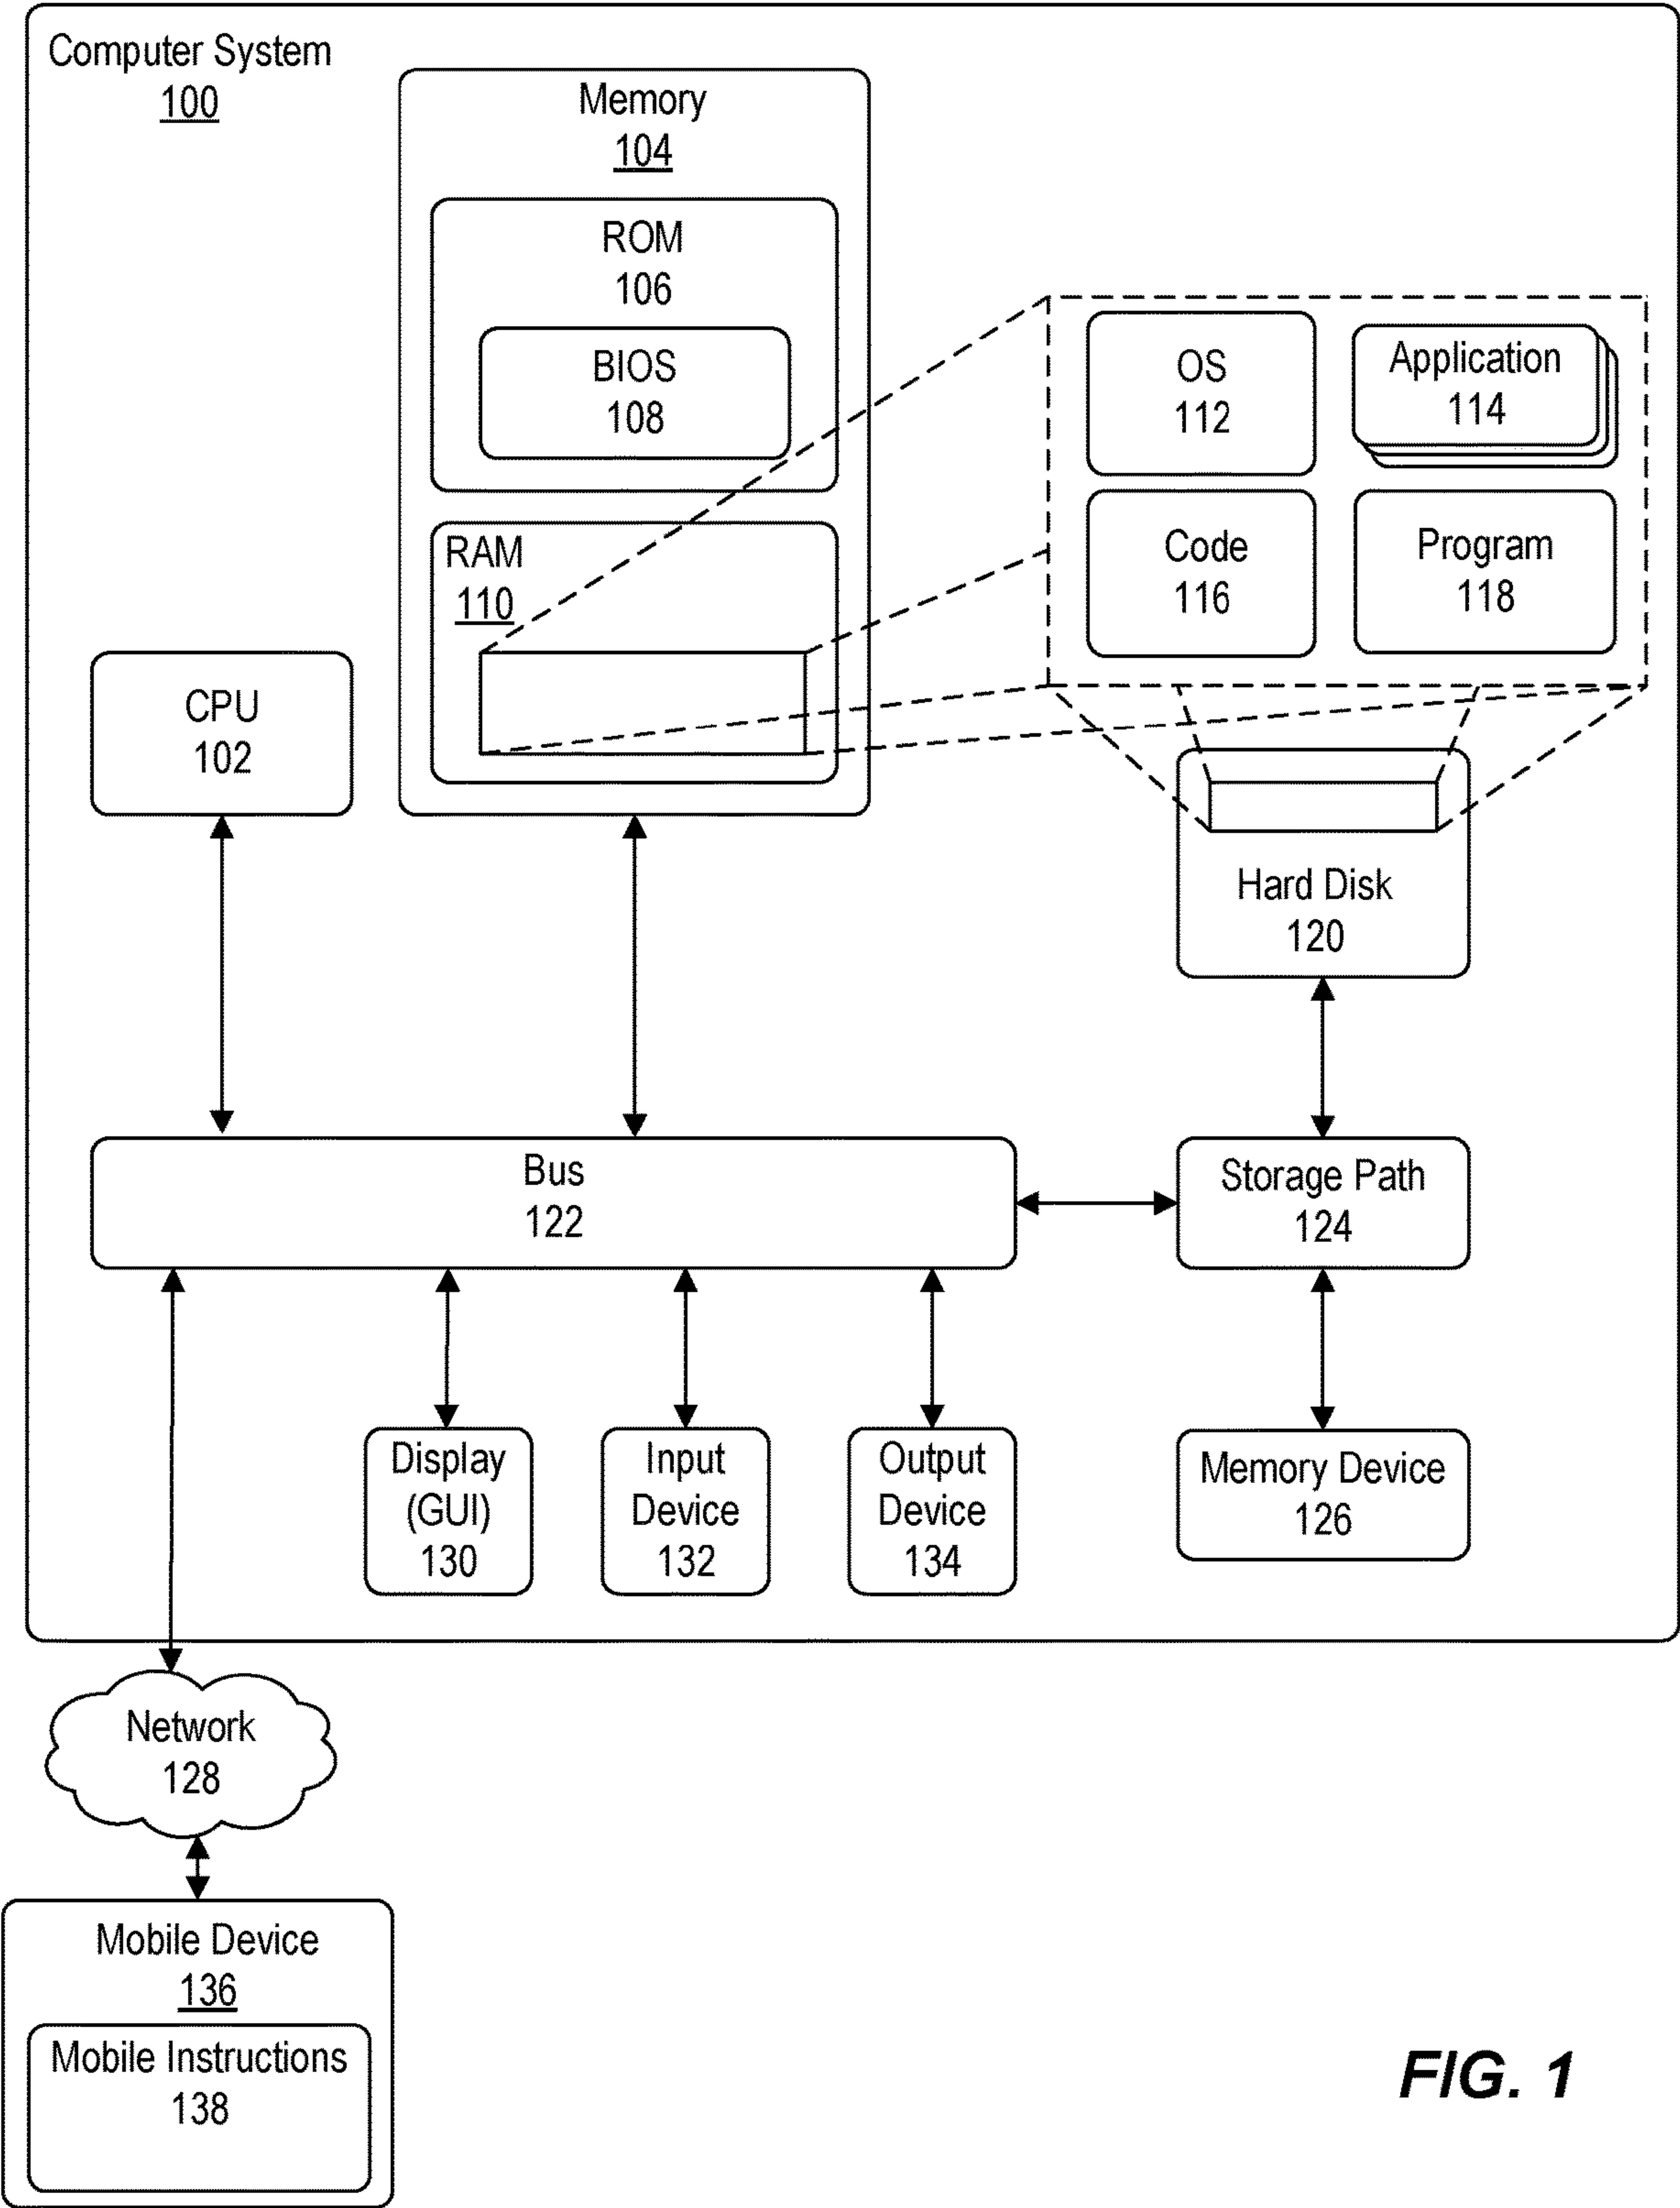 Computer System
100
Memory
104
ROM
106
BIOS
108
RAM
110
OS
112
Application
114
Code
116
Program
118
CPU
102
Hard Disk
120
Bus
122
Storage Path
124
Display
(GUI)
130
Input
Device
132
Output
Device
134
Memory Device
126
Network
128
Mobile Device
136
Mobile Instructions
138
FIG. 1